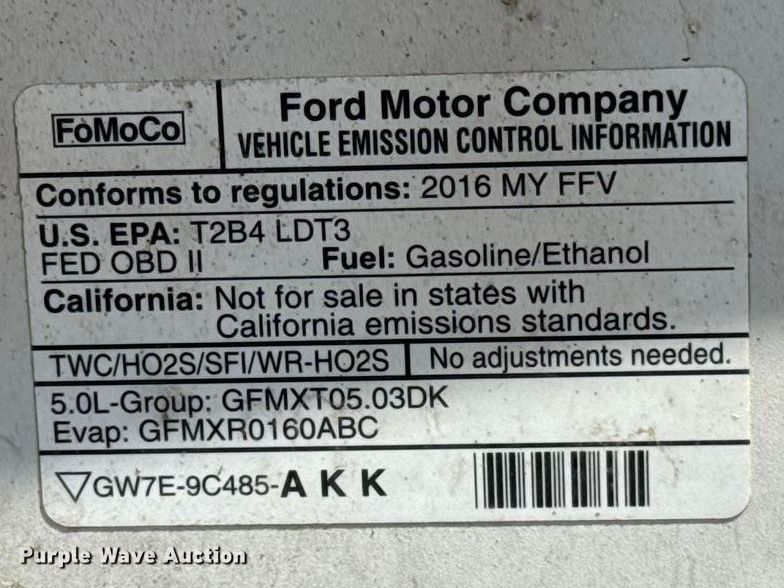 FoMoCo
Ford Motor Company
VEHICLE EMISSION CONTROL INFORMATION
Conforms to regulations: 2016 MY FFV
U.S. EPA: T2B4 LDT3
FED OBD II Fuel: Gasoline/Ethanol
California: Not for sale in states with
California emissions standards.
TWC/HO2S/SFI/WR-HO2S No adjustments needed.
5.0L-Group: GFMXT05.03DK
Evap: GFMXR0160ABC
GW7E-9C485-A K K
Purple Wave Auction